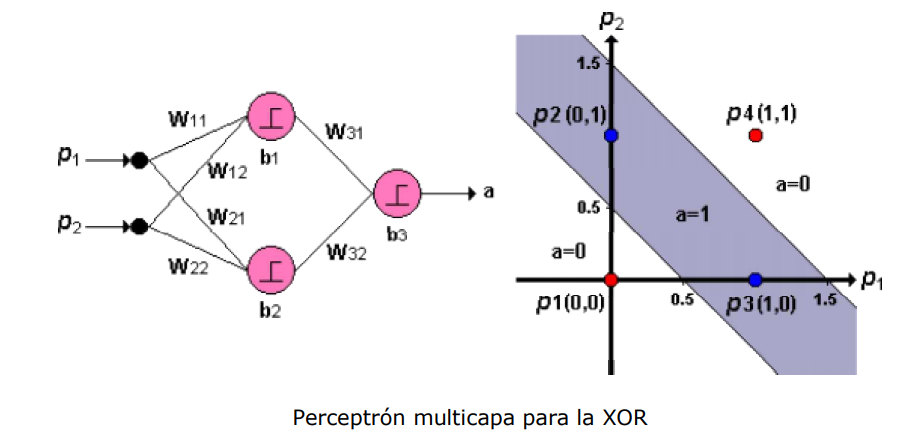 p1
p2
W11
W12
W21
W22
b1
b2
W31
W32
b3
a
p2
1.5
p2 (0,1)
p4(1,1)
0.5
a=1
a=0
a=0
p1
p1(0,0)
0.5
p3(1,0)
1.5
Perceptrón multicapa para la XOR